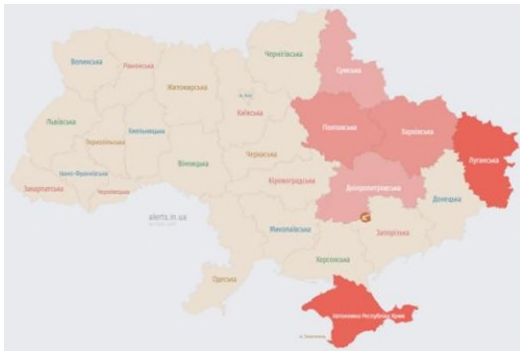 Чернігівська
Волинська
Рівненська
Сумська
Житомирська
м. Київ
Київська
Львівська
Тернопільська
Хмельницька
Полтавська
Харківська
Луганська
Черкаська
Вінницька
Івано-Франківська
Закарпатська
Чернівецька
Кіровоградська
Дніпропетровська
Донецька
alerts.in.ua
Миколаївська
Запорізька
Херсонська
Одеська
Автономна Республіка Крим
м. Севастополь